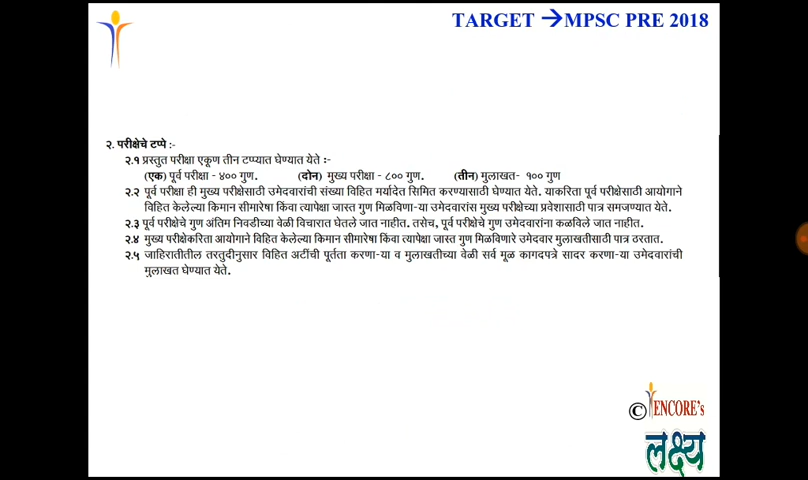 TARGET →MPSC PRE 2018
२. परीक्षेचे टप्पे :-
२.१ प्रस्तुत परीक्षा एकूण तीन टप्प्यात घेण्यात येते :-
(एक) पूर्व परीक्षा - ४०० गुण. (दोन) मुख्य परीक्षा - ८०० गुण. (तीन) मुलाखत- १०० गुण
२.२ पूर्व परीक्षा ही मुख्य परीक्षेसाठी उमेदवारांची संख्या विहित मर्यादेत सिमित करण्यासाठी घेण्यात येते. याकरिता पूर्व परीक्षेसाठी आयोगाने
विहित केलेल्या किमान सीमारेषा किंवा त्यापेक्षा जास्त गुण मिळविणा-या उमेदवारांस मुख्य परीक्षेच्या प्रवेशासाठी पात्र समजण्यात येते.
२.३ पूर्व परीक्षेचे गुण अंतिम निवडीच्या वेळी विचारात घेतले जात नाहीत. तसेच, पूर्व परीक्षेचे गुण उमेदवारांना कळविले जात नाहीत.
२.४ मुख्य परीक्षेकरिता आयोगाने विहित केलेल्या किमान सीमारेषा किंवा त्यापेक्षा जास्त गुण मिळविणारे उमेदवार मुलाखतीसाठी पात्र ठरतात.
२.५ जाहिरातीतील तरतुदीनुसार विहित अटींची पूर्तता करणा-या व मुलाखतीच्या वेळी सर्व मूळ कागदपत्रे सादर करणा-या उमेदवारांची
मुलाखत घेण्यात येते.
© ENCORE's
लक्ष्य